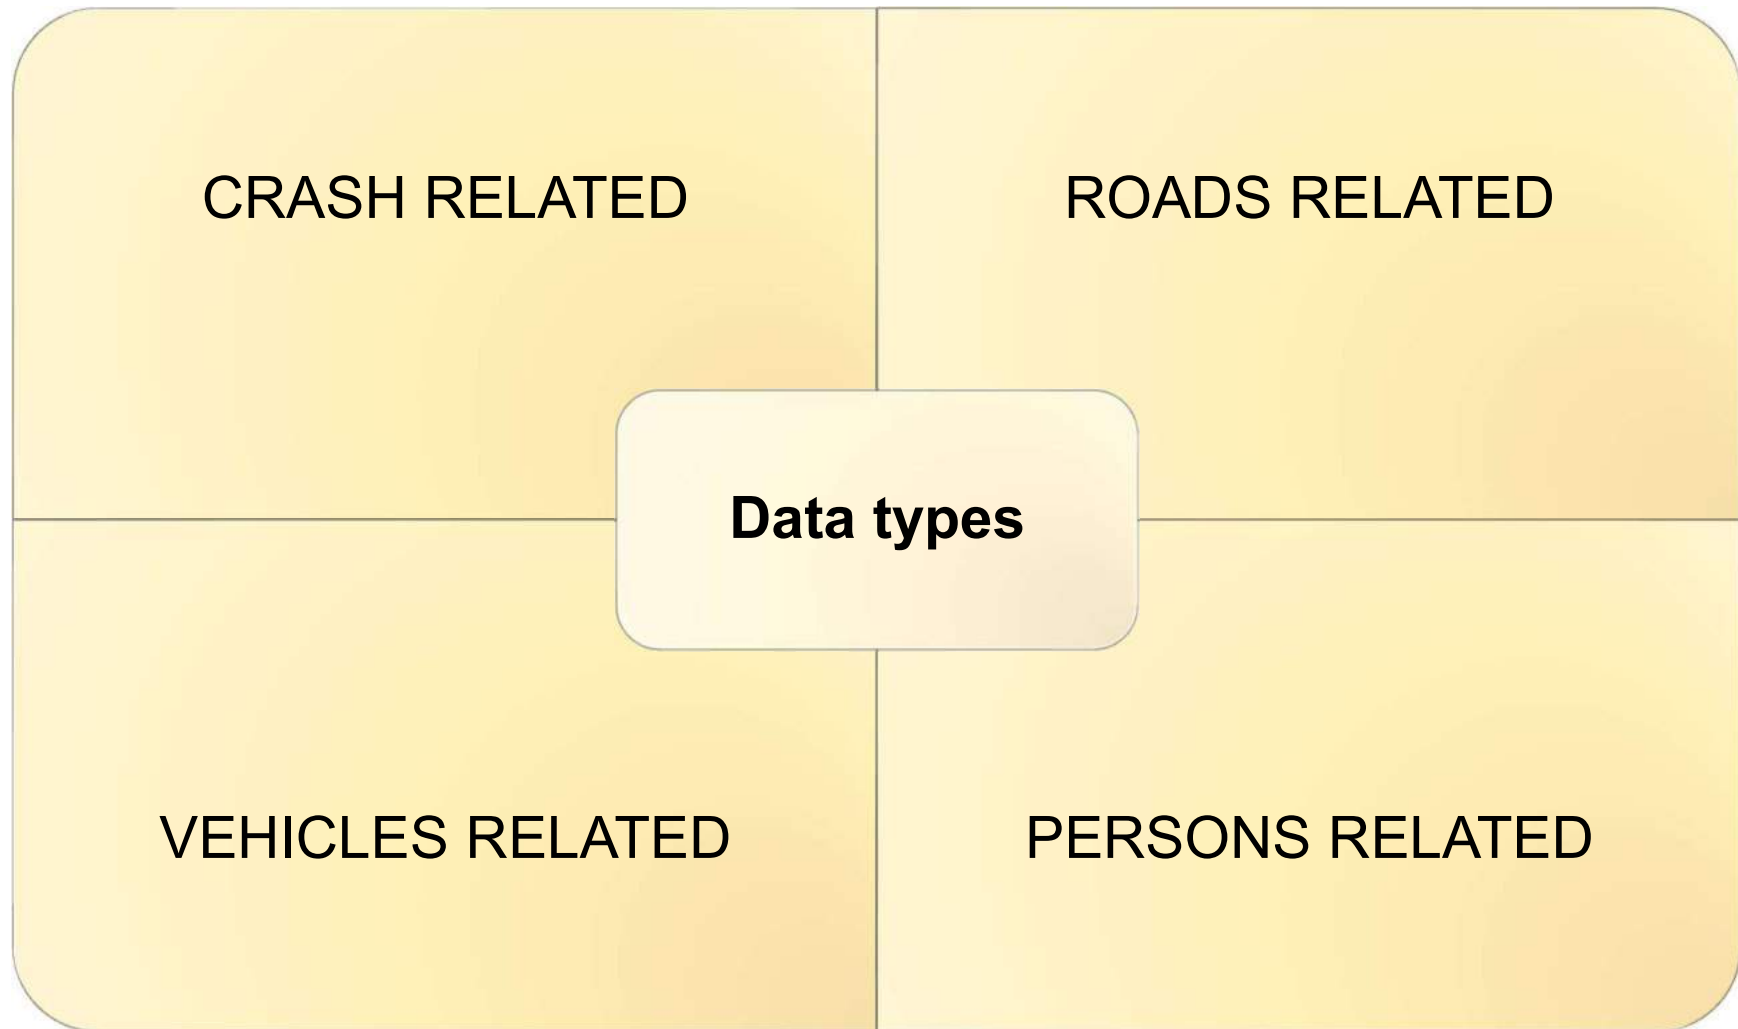 CRASH RELATED
ROADS RELATED
Data types
VEHICLES RELATED
PERSONS RELATED